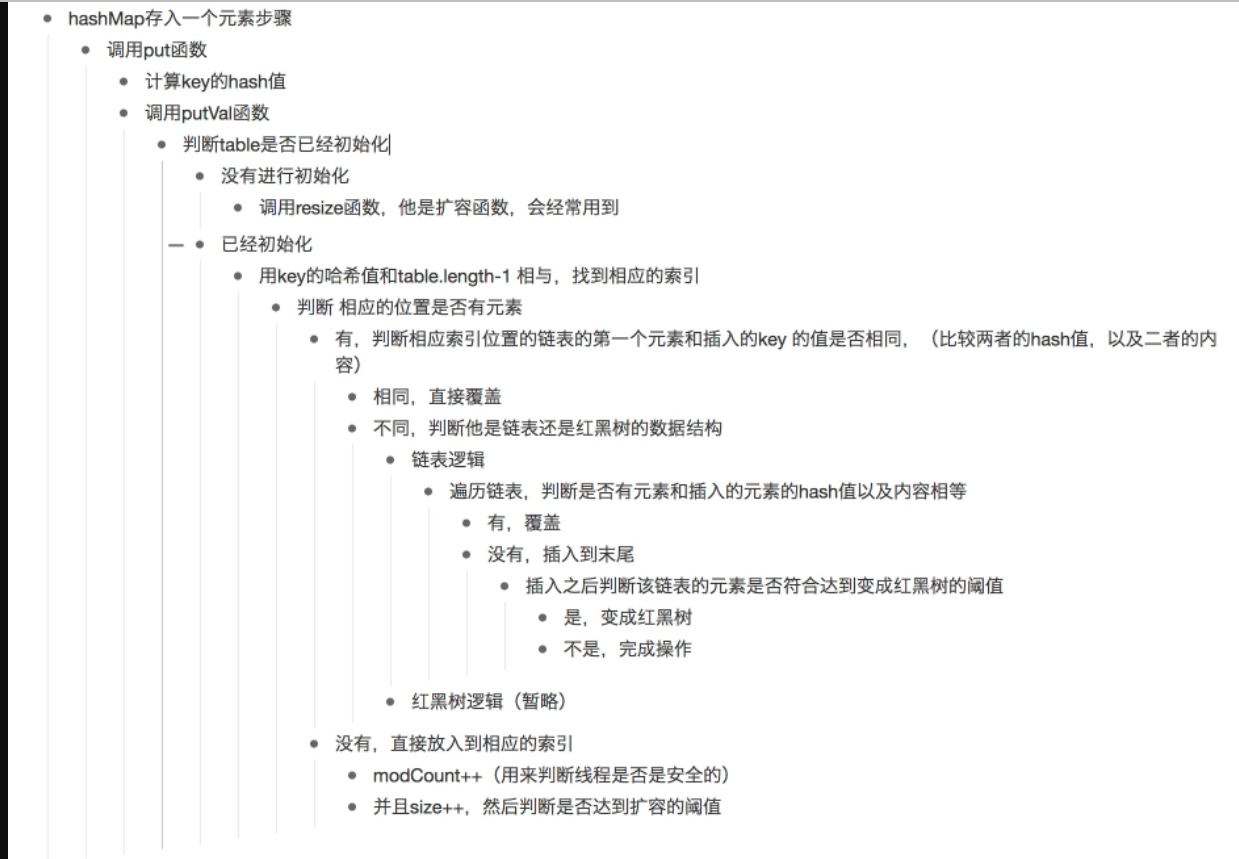 hashMap存入一个元素步骤
调用put函数
计算key的hash值
调用putVal函数
判断table是否已经初始化
没有进行初始化
调用resize函数，他是扩容函数，会经常用到
已经初始化
用key的哈希值和table.length-1 相与，找到相应的索引
判断 相应的位置是否有元素
有，判断相应索引位置的链表的第一个元素和插入的key 的值是否相同，（比较两者的hash值，以及二者的内
容）
相同，直接覆盖
不同，判断他是链表还是红黑树的数据结构
链表逻辑
遍历链表，判断是否有元素和插入的元素的hash值以及内容相等
有，覆盖
没有，插入到末尾
插入之后判断该链表的元素是否符合达到变成红黑树的阈值
是，变成红黑树
不是，完成操作
红黑树逻辑（暂略）
没有，直接放入到相应的索引
modCount++（用来判断线程是否是安全的）
并且size++，然后判断是否达到扩容的阈值